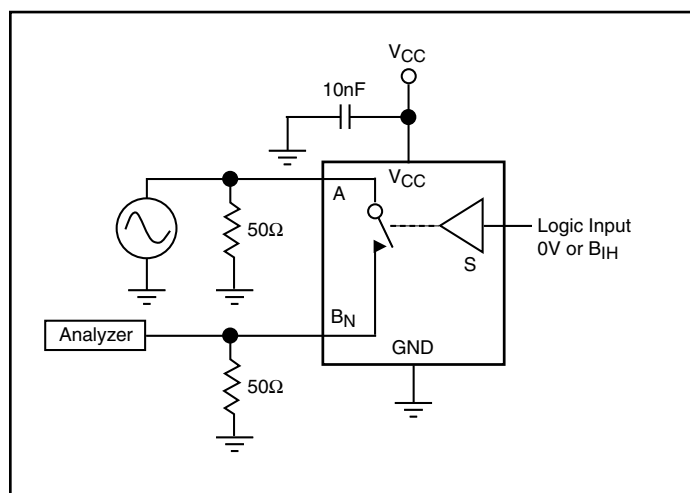 VCC
10nF
VCC
A
50Ω
Logic Input
0V or BIH
S
BN
Analyzer
GND
50Ω